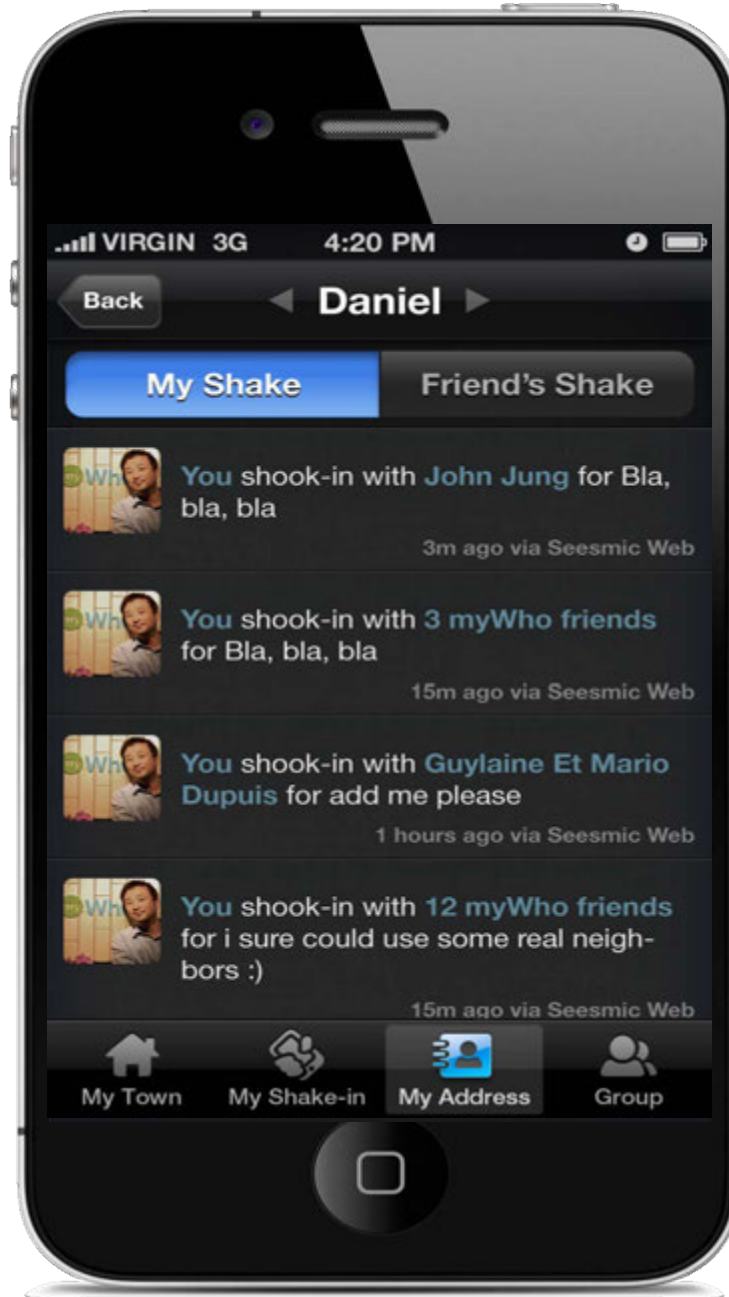 VIRGIN 3G 4:20 PM
Back
Daniel
My Shake
Friend's Shake
You shook-in with John Jung for Bla,
bla, bla
3m ago via Seesmic Web
You shook-in with 3 myWho friends
for Bla, bla, bla
15m ago via Seesmic Web
You shook-in with Guylaine Et Mario
Dupuis for add me please
1 hours ago via Seesmic Web
You shook-in with 12 myWho friends
for i sure could use some real neigh-
bors :)
15m ago via Seesmic Web
My Town
My Shake-in
My Address
Group